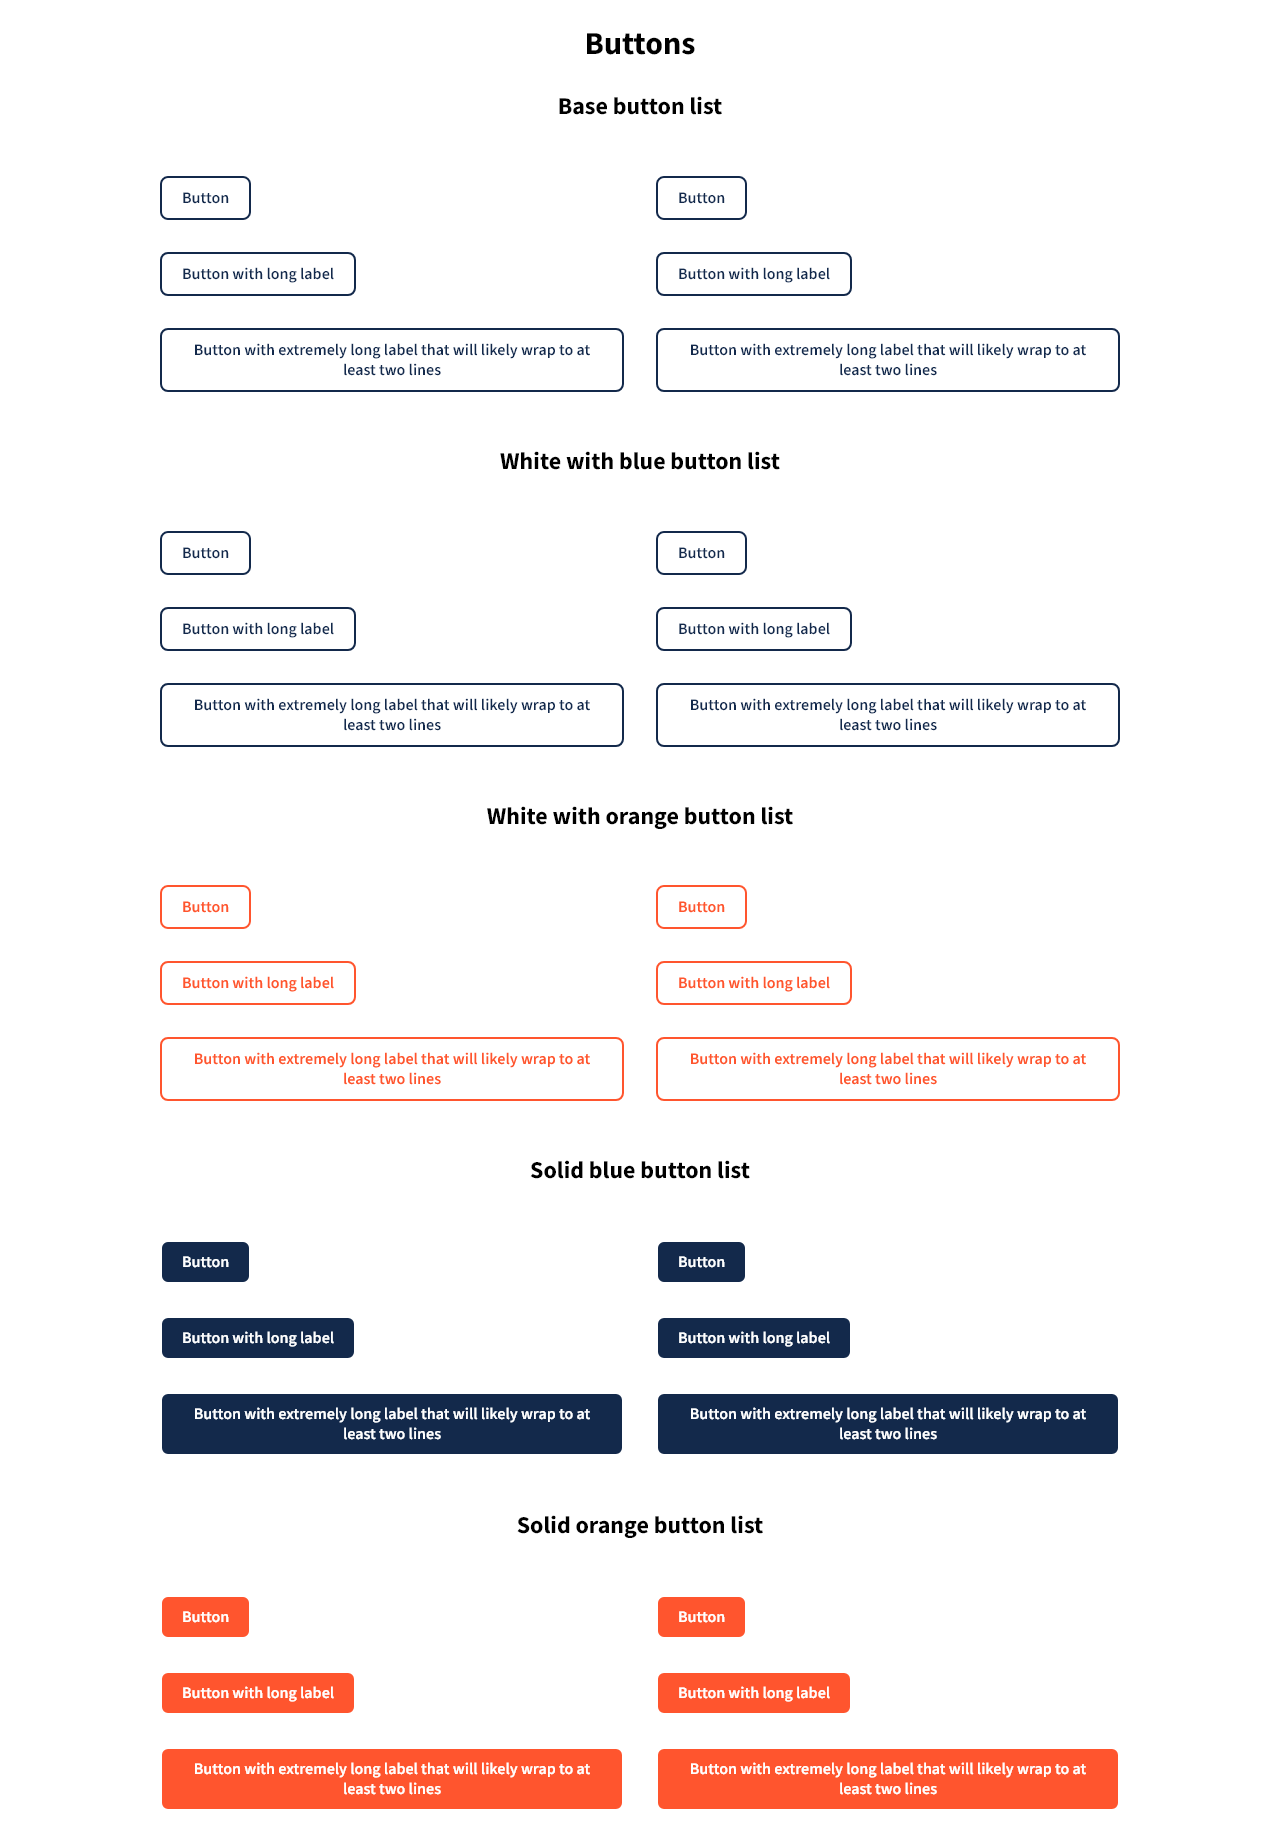 Buttons
Base button list
Button
Button
Button with long label
Button with long label
Button with extremely long label that will likely wrap to at
least two lines
Button with extremely long label that will likely wrap to at
least two lines
White with blue button list
Button
Button
Button with long label
Button with long label
Button with extremely long label that will likely wrap to at
least two lines
Button with extremely long label that will likely wrap to at
least two lines
White with orange button list
Button
Button
Button with long label
Button with long label
Button with extremely long label that will likely wrap to at
least two lines
Button with extremely long label that will likely wrap to at
least two lines
Solid blue button list
Button
Button
Button with long label
Button with long label
Button with extremely long label that will likely wrap to at
least two lines
Button with extremely long label that will likely wrap to at
least two lines
Solid orange button list
Button
Button
Button with long label
Button with long label
Button with extremely long label that will likely wrap to at
least two lines
Button with extremely long label that will likely wrap to at
least two lines